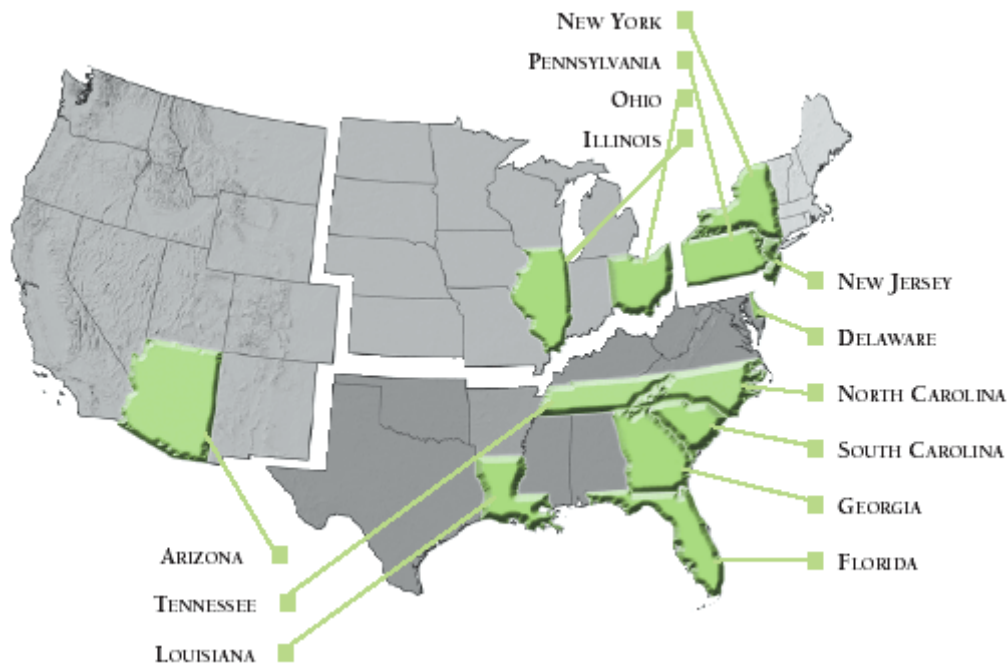 NEW YORK
PENNSYLVANIA
OHIO
ILLINOIS
NEW JERSEY
DELAWARE
NORTH CAROLINA
SOUTH CAROLINA
GEORGIA
FLORIDA
ARIZONA
TENNESSEE
LOUISIANA